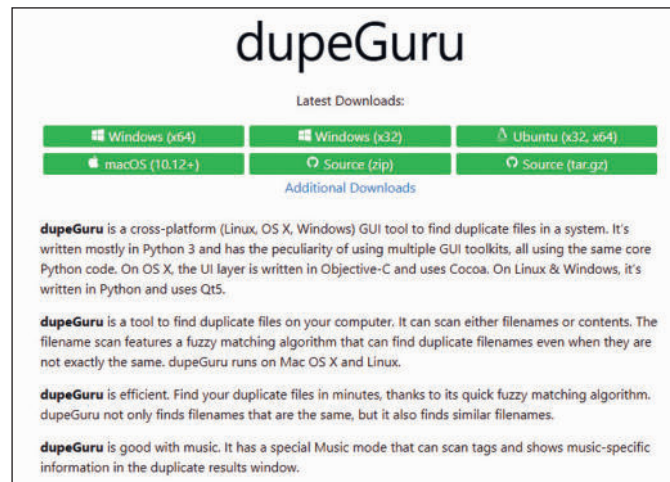 dupeGuru
Latest Downloads:
Windows (x64)
Windows (x32)
Ubuntu (x32, x64)
macOS (10.12+)
Source (zip)
Source (tar.gz)
Additional Downloads
dupeGuru is a cross-platform (Linux, OS X, Windows) GUI tool to find duplicate files in a system. It's
written mostly in Python 3 and has the peculiarity of using multiple GUI toolkits, all using the same core
Python code. On OS X, the UI layer is written in Objective-C and uses Cocoa. On Linux & Windows, it's
written in Python and uses Qt5.
dupeGuru is a tool to find duplicate files on your computer. It can scan either filenames or contents. The
filename scan features a fuzzy matching algorithm that can find duplicate filenames even when they are
not exactly the same. dupeGuru runs on Mac OS X and Linux.
dupeGuru is efficient. Find your duplicate files in minutes, thanks to its quick fuzzy matching algorithm.
dupeGuru not only finds filenames that are the same, but it also finds similar filenames.
dupeGuru is good with music. It has a special Music mode that can scan tags and shows music-specific
information in the duplicate results window.